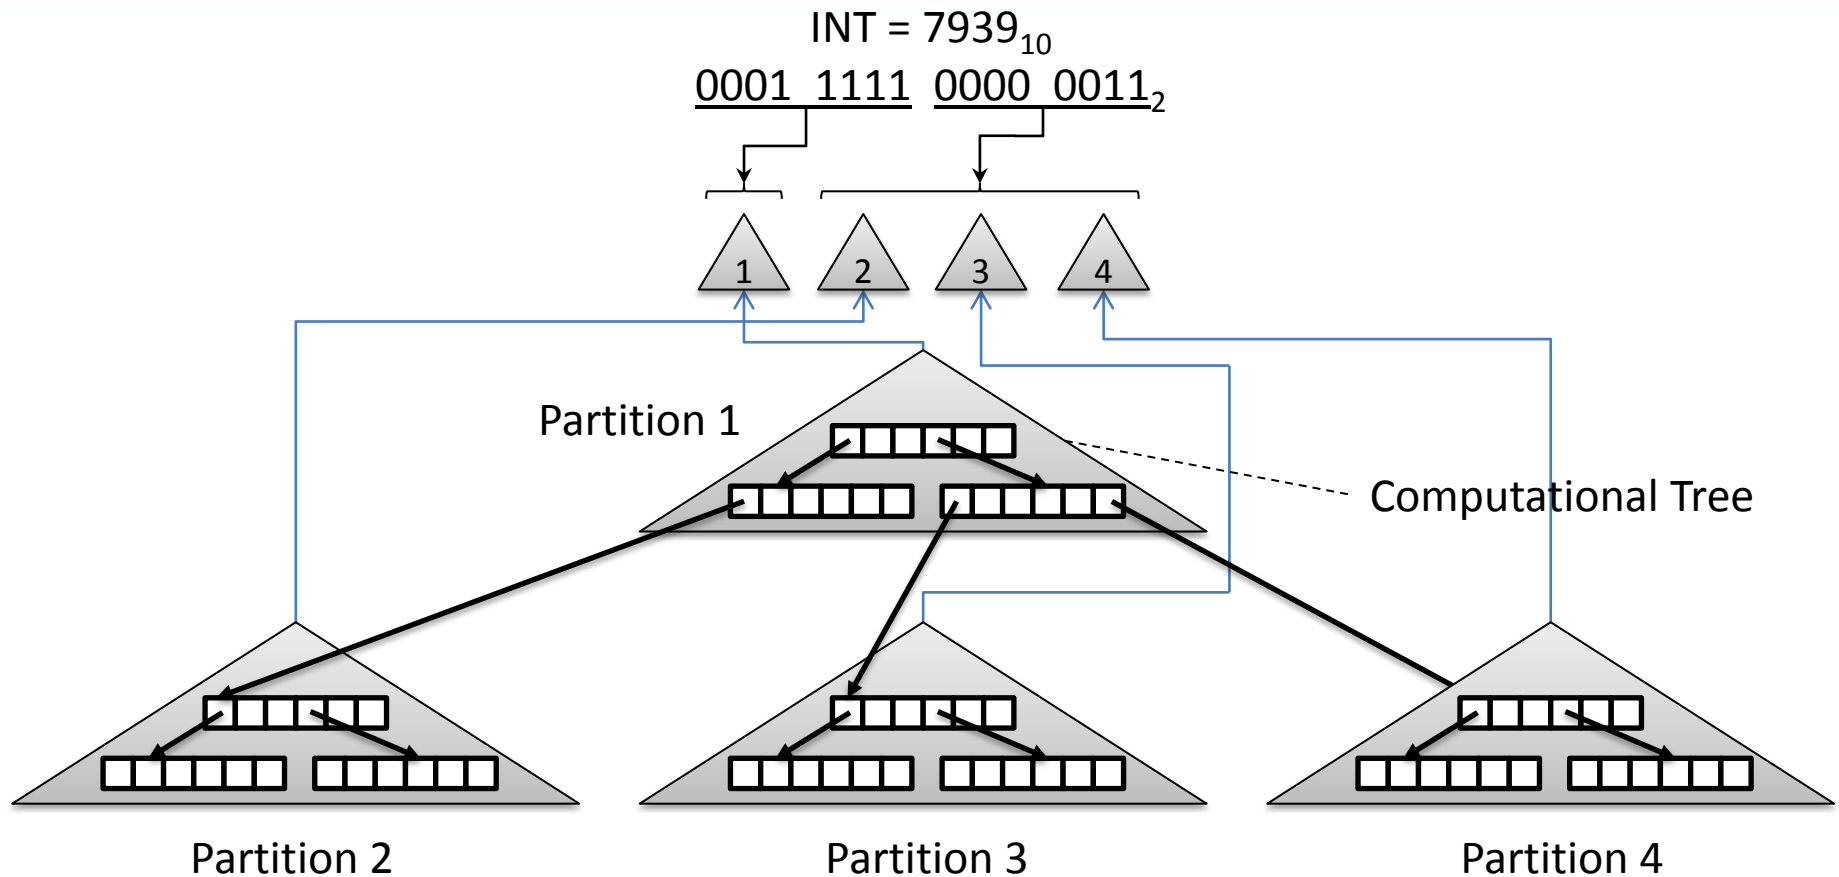 INT = 7939₁₀
0001 1111 0000 0011₂
1 2 3 4
Partition 1
Computational Tree
Partition 2 Partition 3 Partition 4